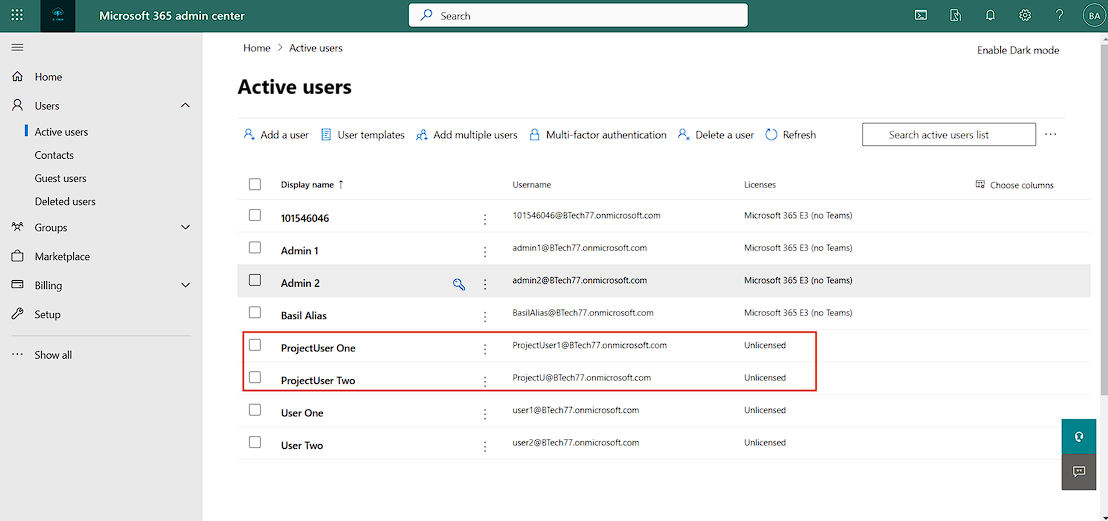 Microsoft 365 admin center
Search
BA
Home > Active users
Enable Dark mode
Home
Users
Active users
Contacts
Guest users
Deleted users
Groups
Marketplace
Billing
Setup
Show all
Active users
Add a user User templates Add multiple users Multi-factor authentication Delete a user Refresh Search active users list
Display name ↑ Username Licenses Choose columns
101546046 101546046@BTech77.onmicrosoft.com Microsoft 365 E3 (no Teams)
Admin 1 admin1@BTech77.onmicrosoft.com Microsoft 365 E3 (no Teams)
Admin 2 admin2@BTech77.onmicrosoft.com Microsoft 365 E3 (no Teams)
Basil Alias BasilAlias@BTech77.onmicrosoft.com Microsoft 365 E3 (no Teams)
ProjectUser One ProjectUser1@BTech77.onmicrosoft.com Unlicensed
ProjectUser Two ProjectU@BTech77.onmicrosoft.com Unlicensed
User One user1@BTech77.onmicrosoft.com Unlicensed
User Two user2@BTech77.onmicrosoft.com Unlicensed